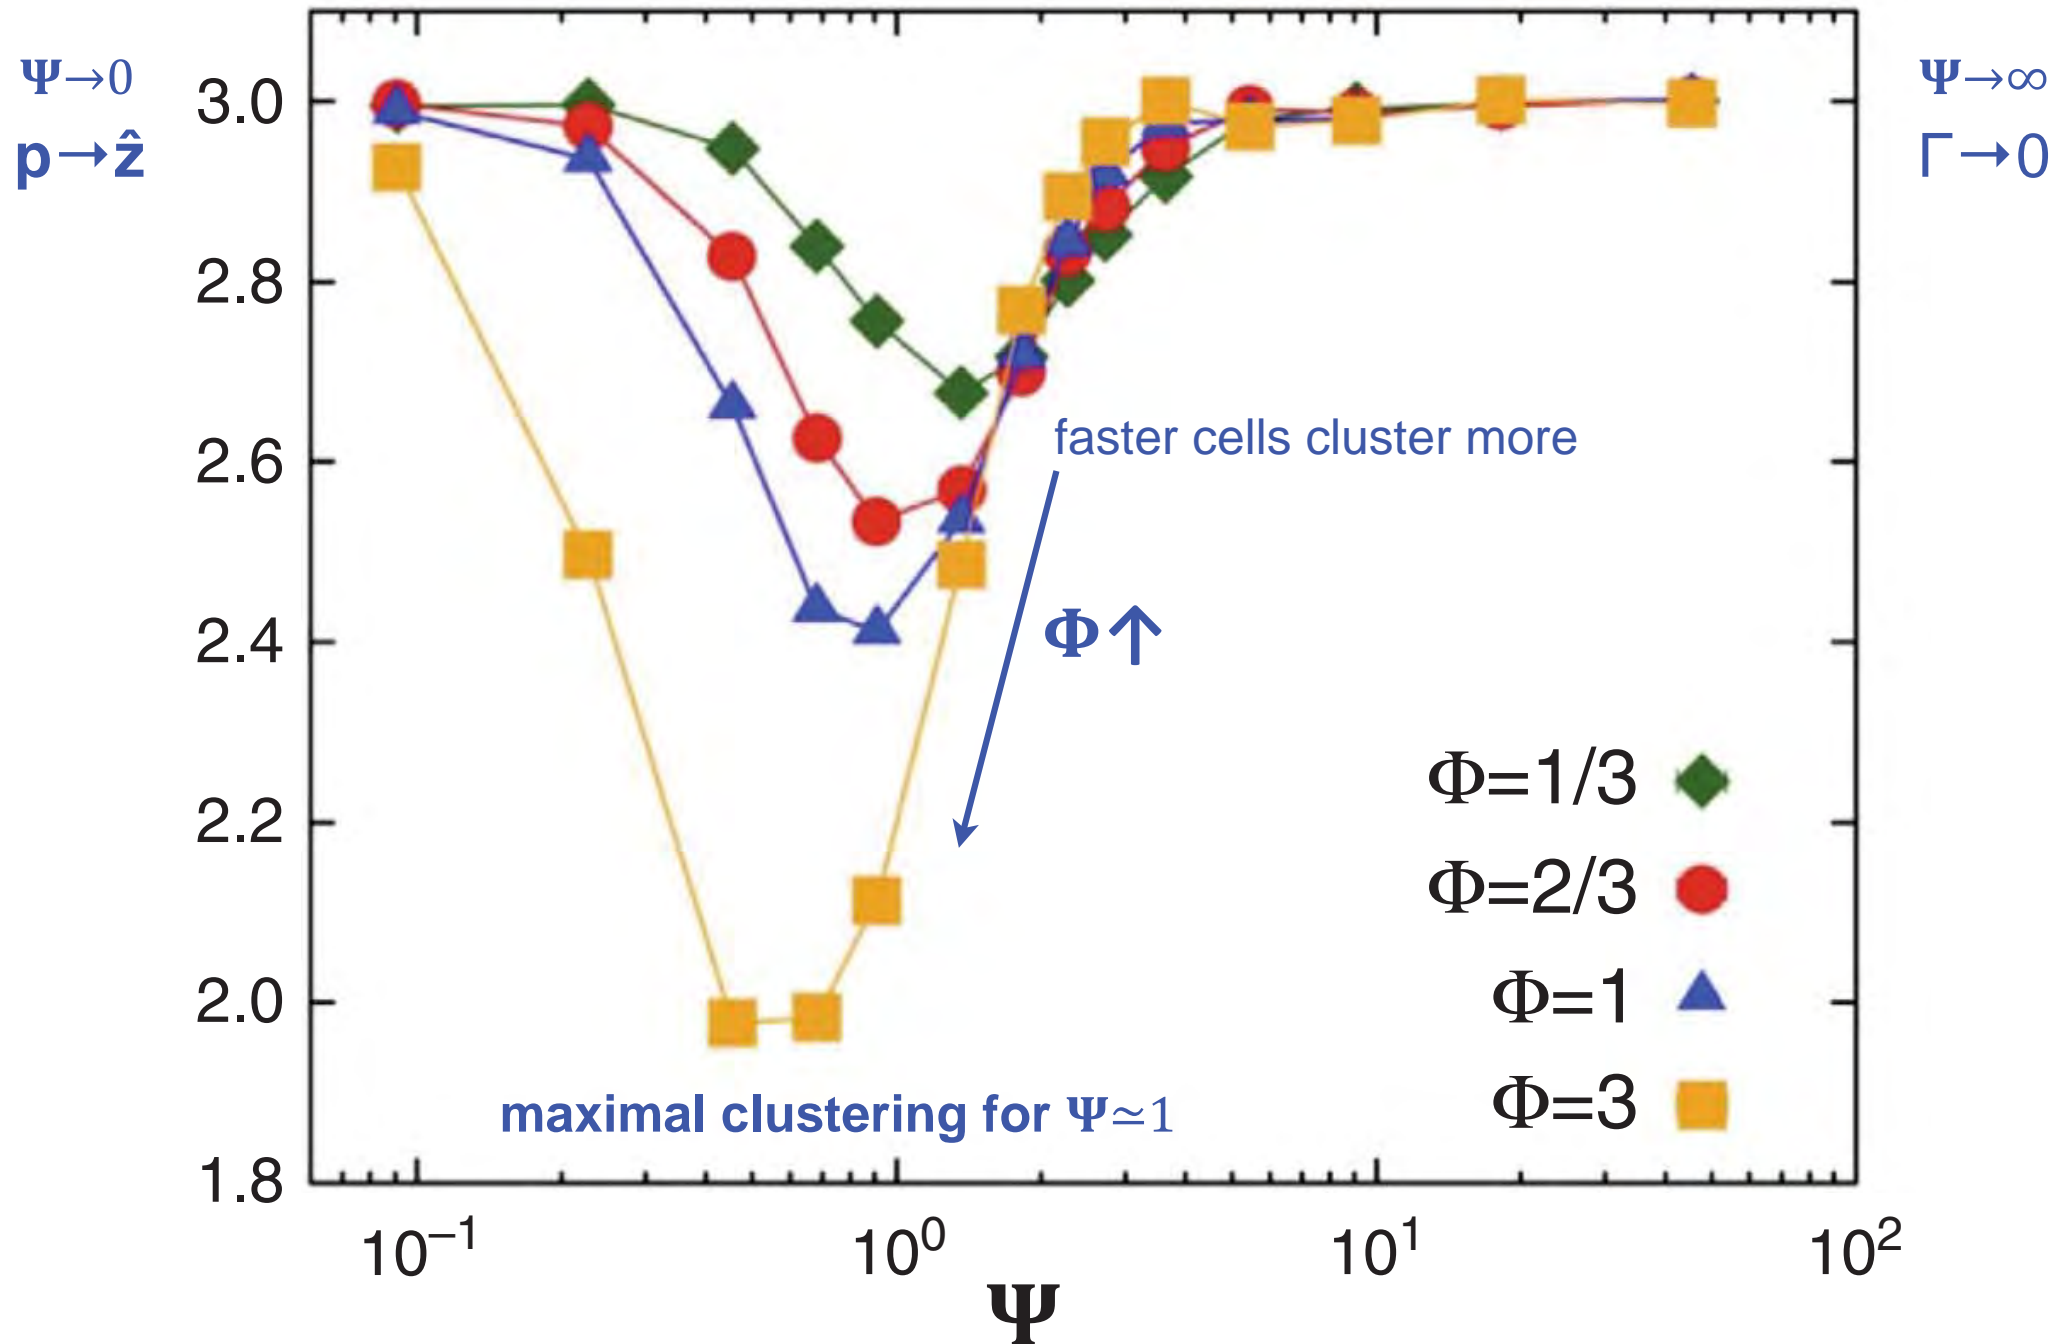 Ψ→0
p→ẑ
3.0
2.8
2.6
2.4
2.2
2.0
1.8
Ψ→∞
Γ→0
faster cells cluster more
Φ↑
Φ=1/3
Φ=2/3
Φ=1
Φ=3
maximal clustering for Ψ≃1
10⁻¹
10⁰
10¹
10²
Ψ